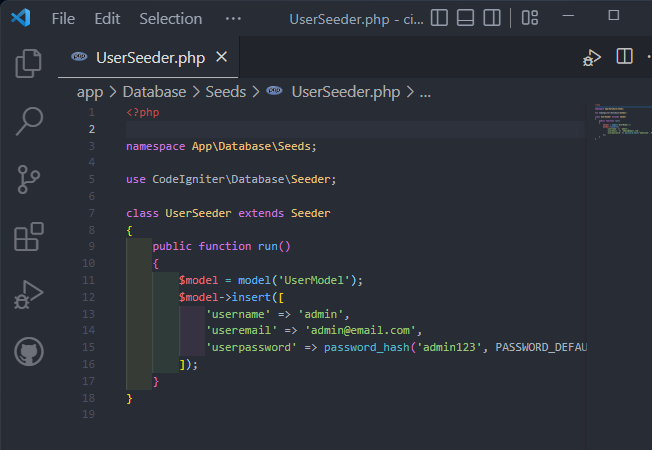 File Edit Selection ... UserSeeder.php - ci
UserSeeder.php
app > Database > Seeds > UserSeeder.php > ...
1 <?php
2
3 namespace App\Database\Seeds;
4
5 use CodeIgniter\Database\Seeder;
6
7 class UserSeeder extends Seeder
8 {
9     public function run()
10     {
11         $model = model('UserModel');
12         $model->insert([
13             'username' => 'admin',
14             'useremail' => 'admin@email.com',
15             'userpassword' => password_hash('admin123', PASSWORD_DEFAU
16         ]);
17     }
18 }
19